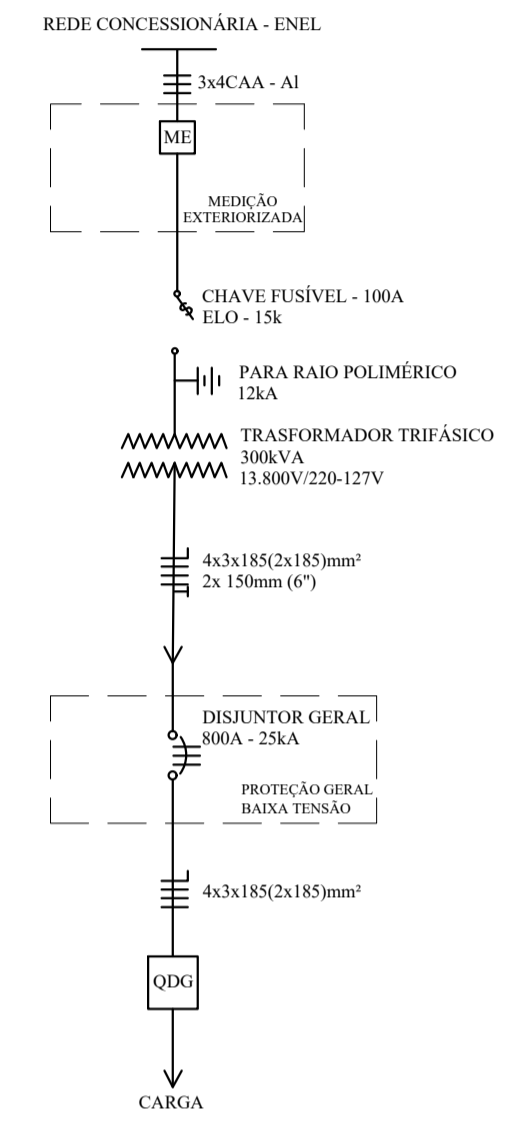 REDE CONCESSIONÁRIA - ENEL
3x4CAA - Al
ME
MEDIÇÃO
EXTERIORIZADA
CHAVE FUSÍVEL - 100A
ELO - 15k
PARA RAIO POLIMÉRICO
12kA
TRASFORMADOR TRIFÁSICO
300kVA
13.800V/220-127V
4x3x185(2x185)mm²
2x 150mm (6")
DISJUNTOR GERAL
800A - 25kA
PROTEÇÃO GERAL
BAIXA TENSÃO
4x3x185(2x185)mm²
QDG
CARGA